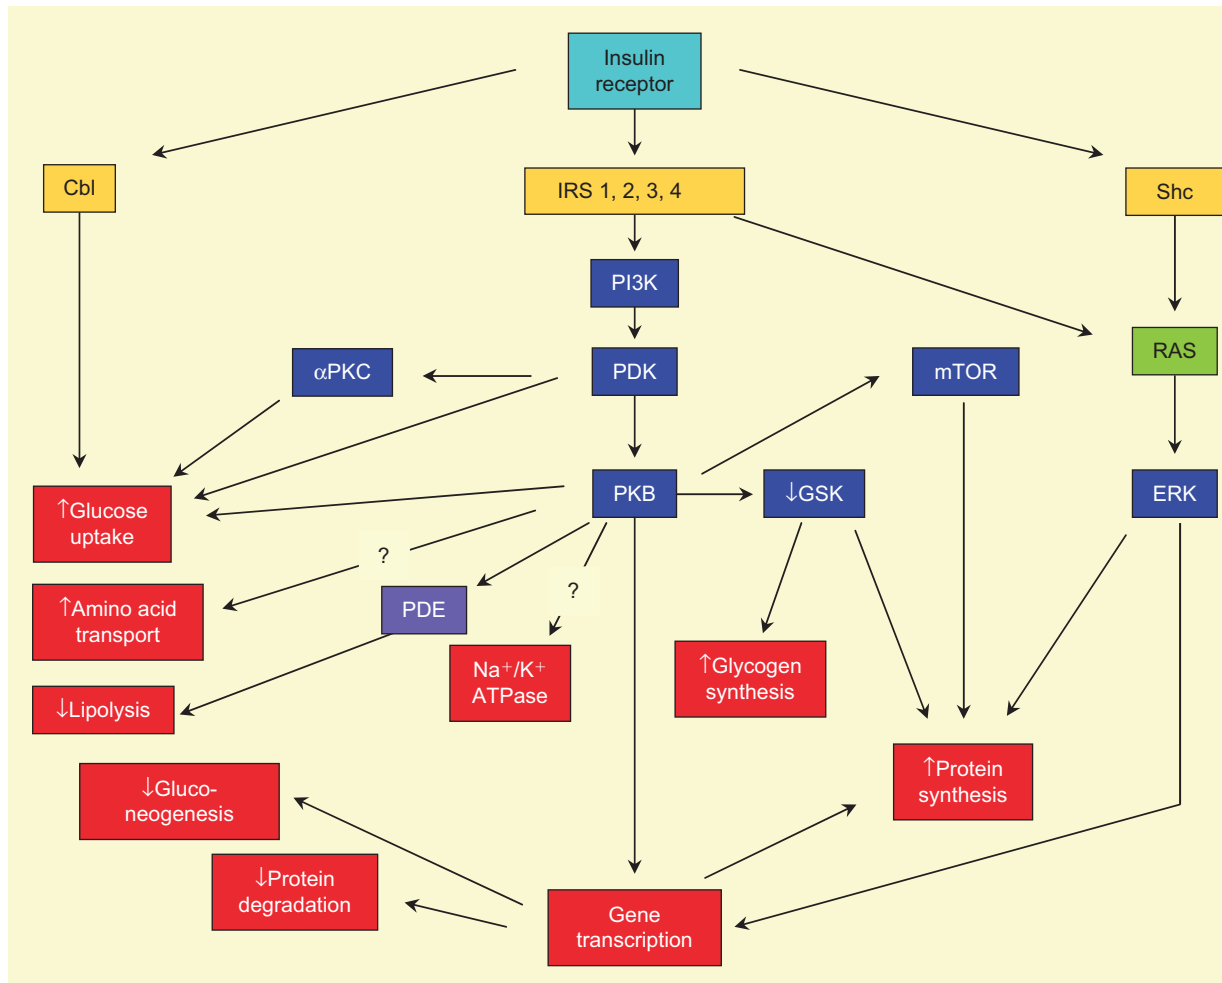 Insulin
receptor
Cbl
IRS 1, 2, 3, 4
Shc
PI3K
αPKC
PDK
mTOR
RAS
↑Glucose
uptake
PKB
↓GSK
ERK
?
?
↑Amino acid
transport
PDE
Na⁺/K⁺
ATPase
↑Glycogen
synthesis
↓Lipolysis
↓Gluco-
neogenesis
↑Protein
synthesis
↓Protein
degradation
Gene
transcription